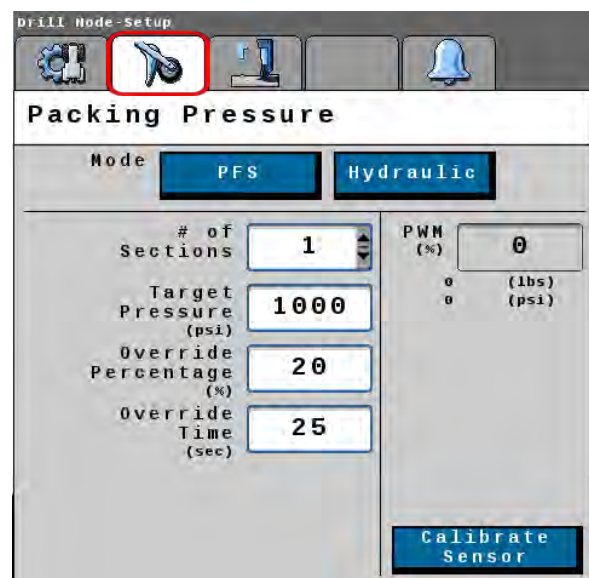 Drill Node-Setup
Packing Pressure
Mode
PFS
Hydraulic
# of
Sections
1
Target
Pressure
(psi)
1000
Override
Percentage
(%)
20
Override
Time
(sec)
25
PWM
(%)
0
0 (lbs)
0 (psi)
Calibrate
Sensor